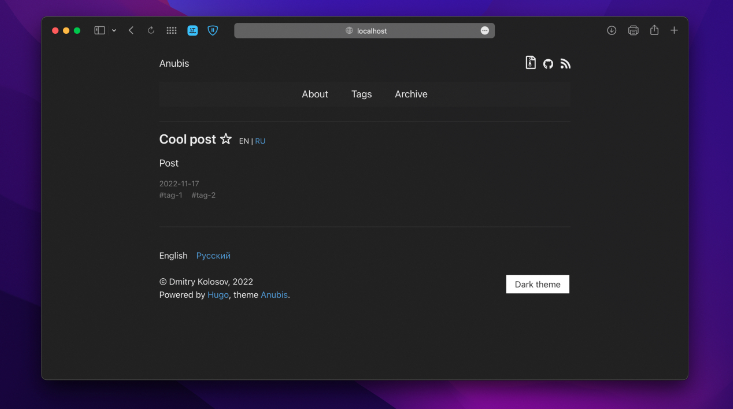 localhost
Anubis
About Tags Archive
Cool post ☆ EN | RU
Post
2022-11-17
#tag-1 #tag-2
English Русский
© Dmitry Kolosov, 2022
Dark theme
Powered by Hugo, theme Anubis.